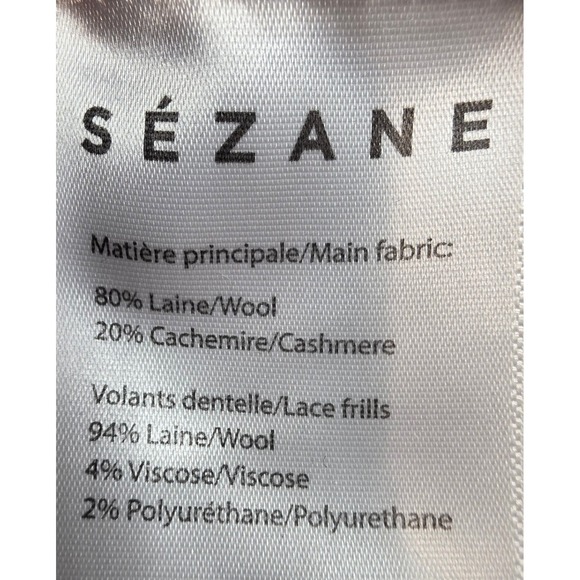 SÉZANE
Matière principale/Main fabric:
80% Laine/Wool
20% Cachemire/Cashmere
Volants dentelle/Lace frills
94% Laine/Wool
4% Viscose/Viscose
2% Polyuréthane/Polyurethane